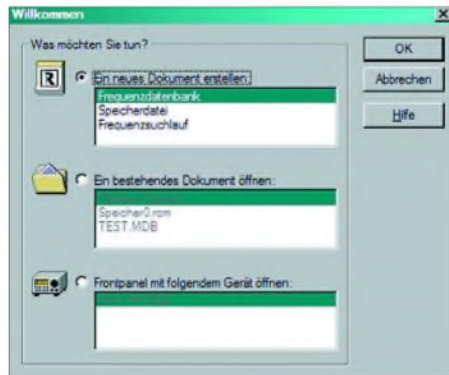 Willkommen
Was möchten Sie tun?
Ein neues Dokument erstellen:
Frequenzdatenbank
Speicherdatei
Frequenzsuchlauf
Ein bestehendes Dokument öffnen:
Speicher0.rom
TEST.MDB
Frontpanel mit folgendem Gerät öffnen:
OK
Abbrechen
Hilfe